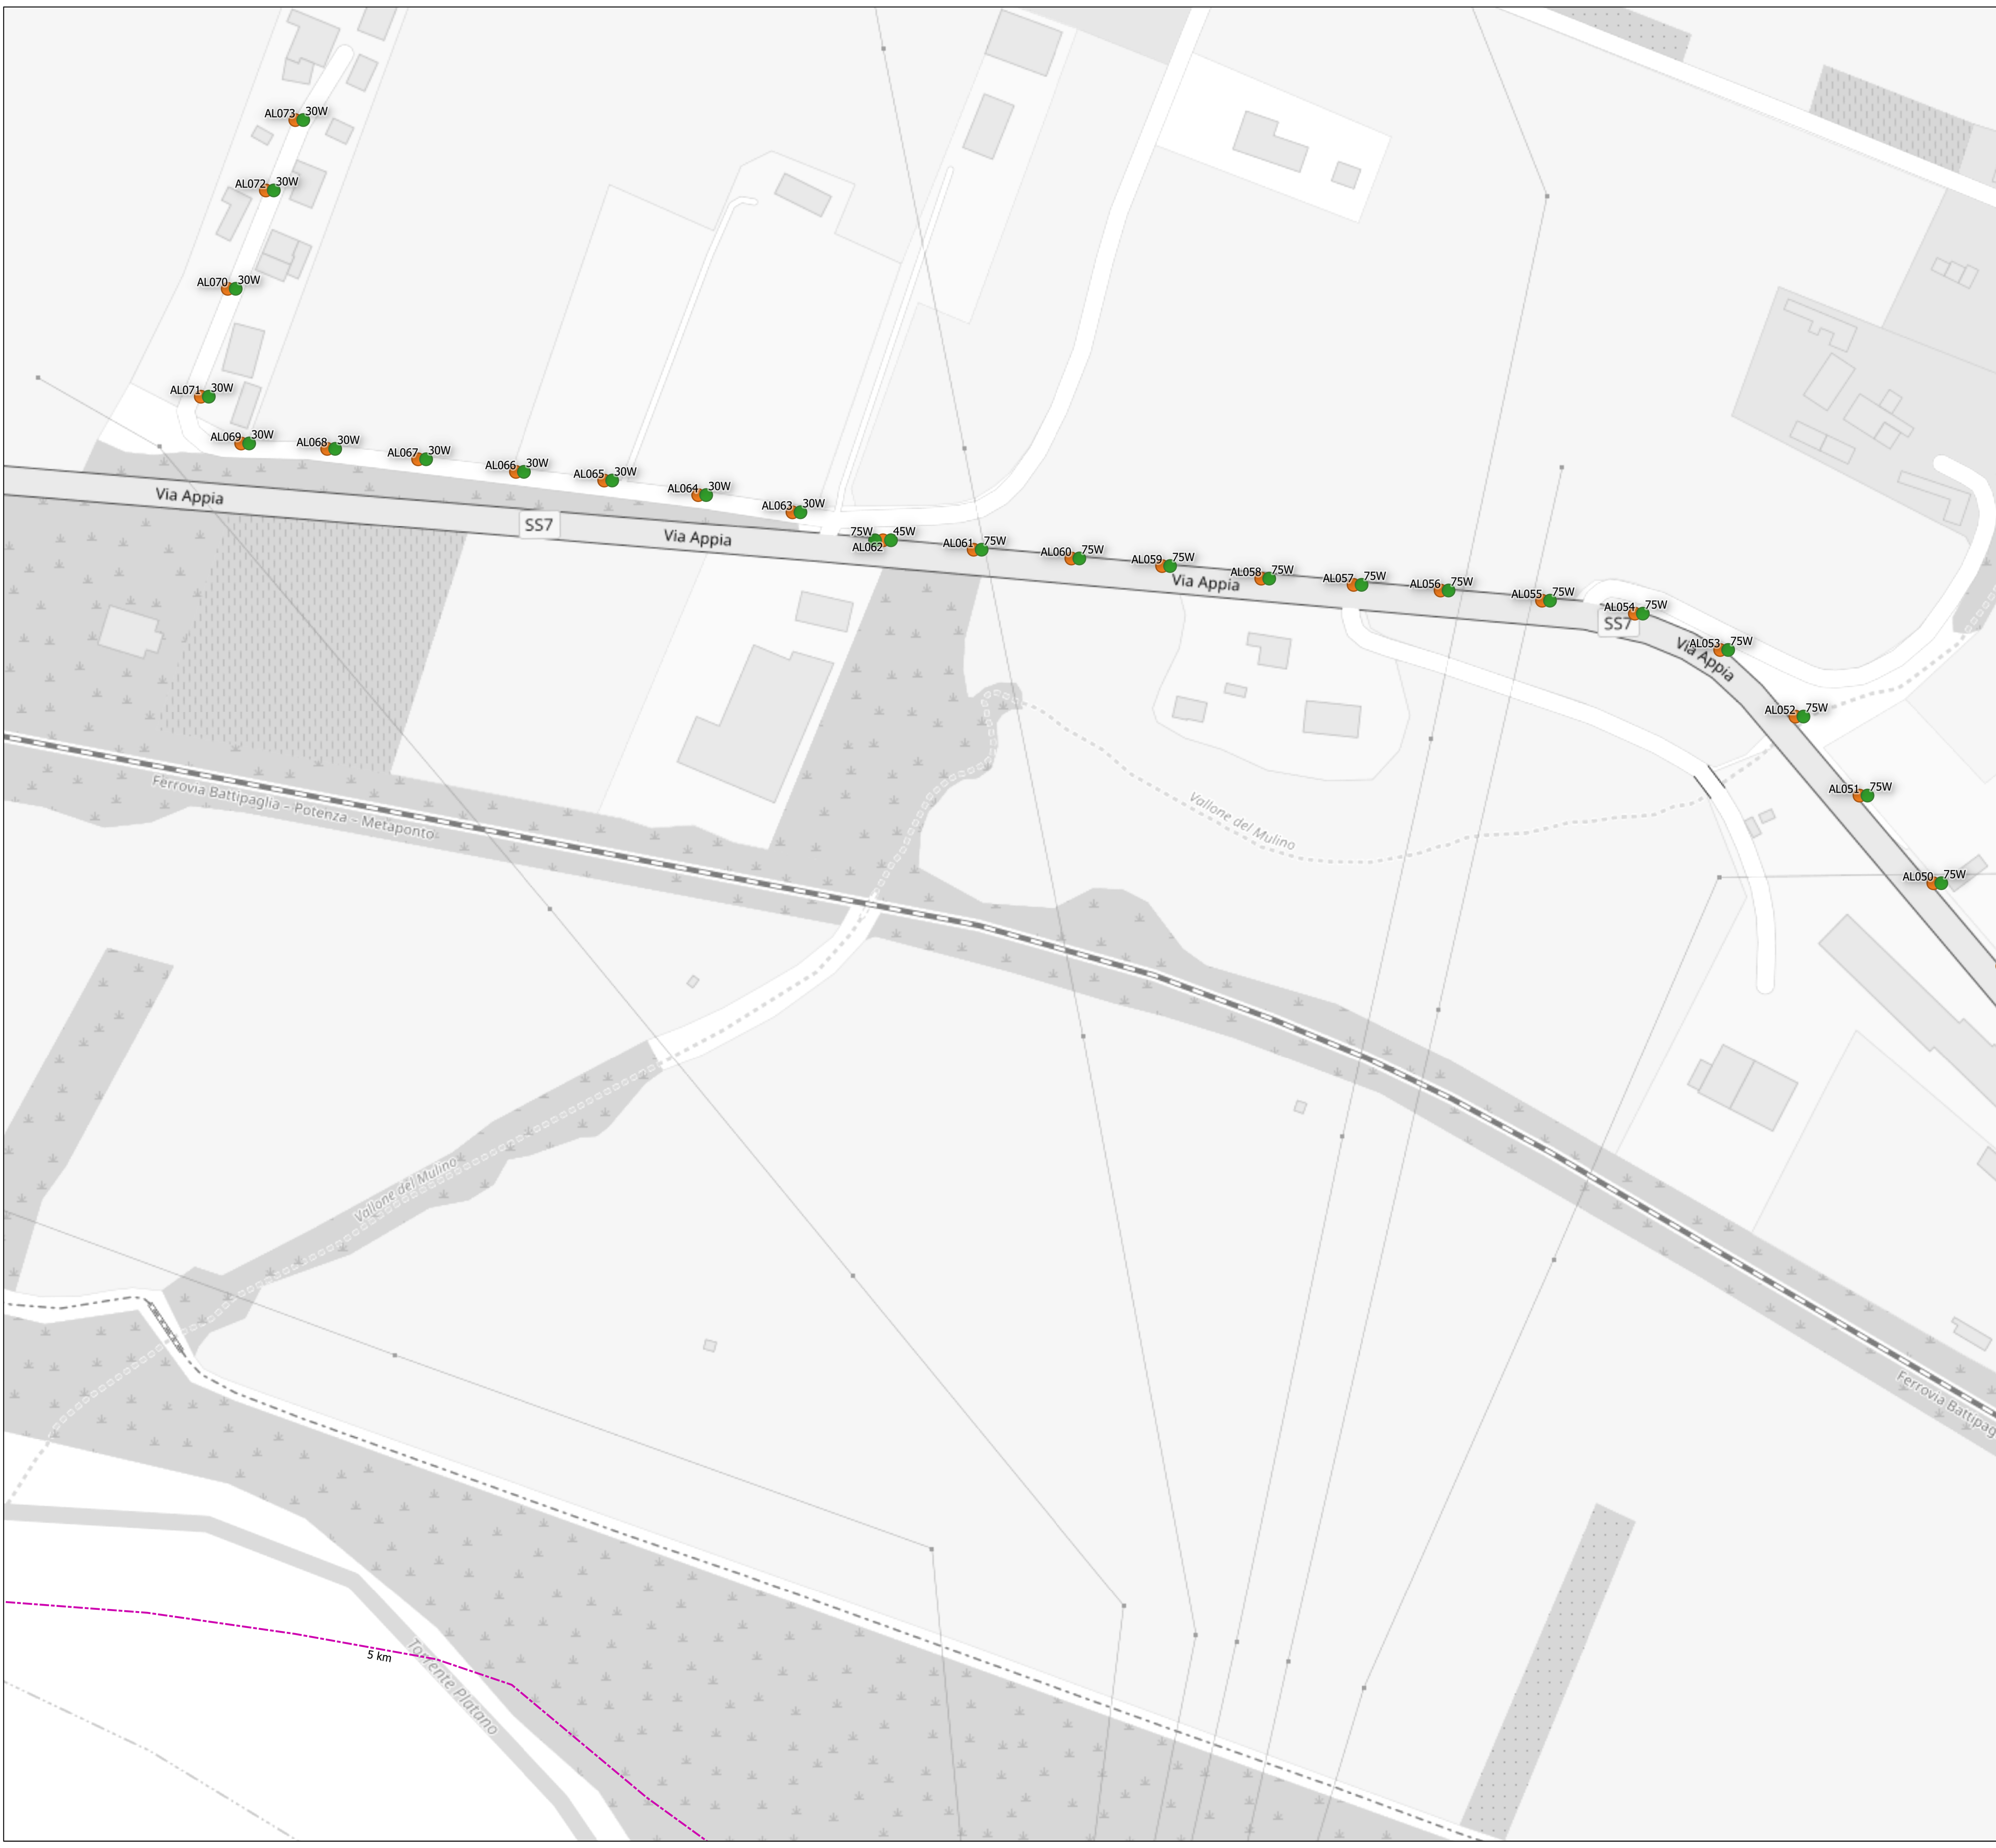 AL073 30W
AL072 30W
AL070 30W
AL071 30W
AL069 30W
AL068 30W
AL067 30W
AL066 30W
AL065 30W
AL064 30W
AL063 30W
Via Appia
SS7
Via Appia
75W 45W
AL062
AL061 75W
AL060 75W
AL059 75W
AL058 75W
Via Appia
AL057 75W
AL056 75W
AL055 75W
AL054 75W
SS7
AL053 75W
Via Appia
AL052 75W
AL051 75W
AL050 75W
Ferrovia Battipaglia - Potenza - Metaponto
Vallone del Mulino
Vallone del Mulino
Ferrovia Battipag
5 km
Torrente Platano